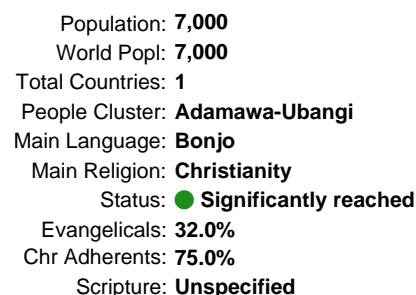 Population: 7,000
World Popl: 7,000
Total Countries: 1
People Cluster: Adamawa-Ubangi
Main Language: Bonjo
Main Religion: Christianity
Status: Significantly reached
Evangelicals: 32.0%
Chr Adherents: 75.0%
Scripture: Unspecified